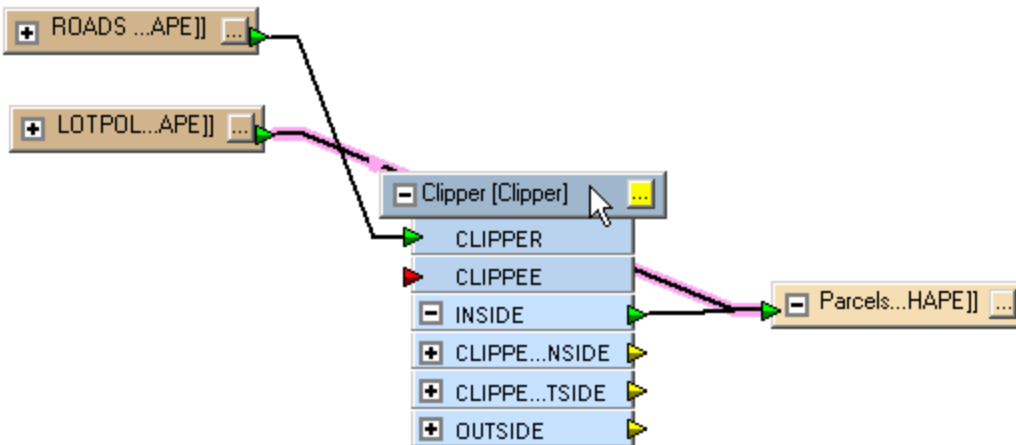 ROADS ...APE]] ...
LOTPOL...APE]] ...
Clipper [Clipper] ...
CLIPPER
CLIPPEE
INSIDE
Parcels...HAPE]] ...
CLIPPE...NSIDE
CLIPPE...TSIDE
OUTSIDE